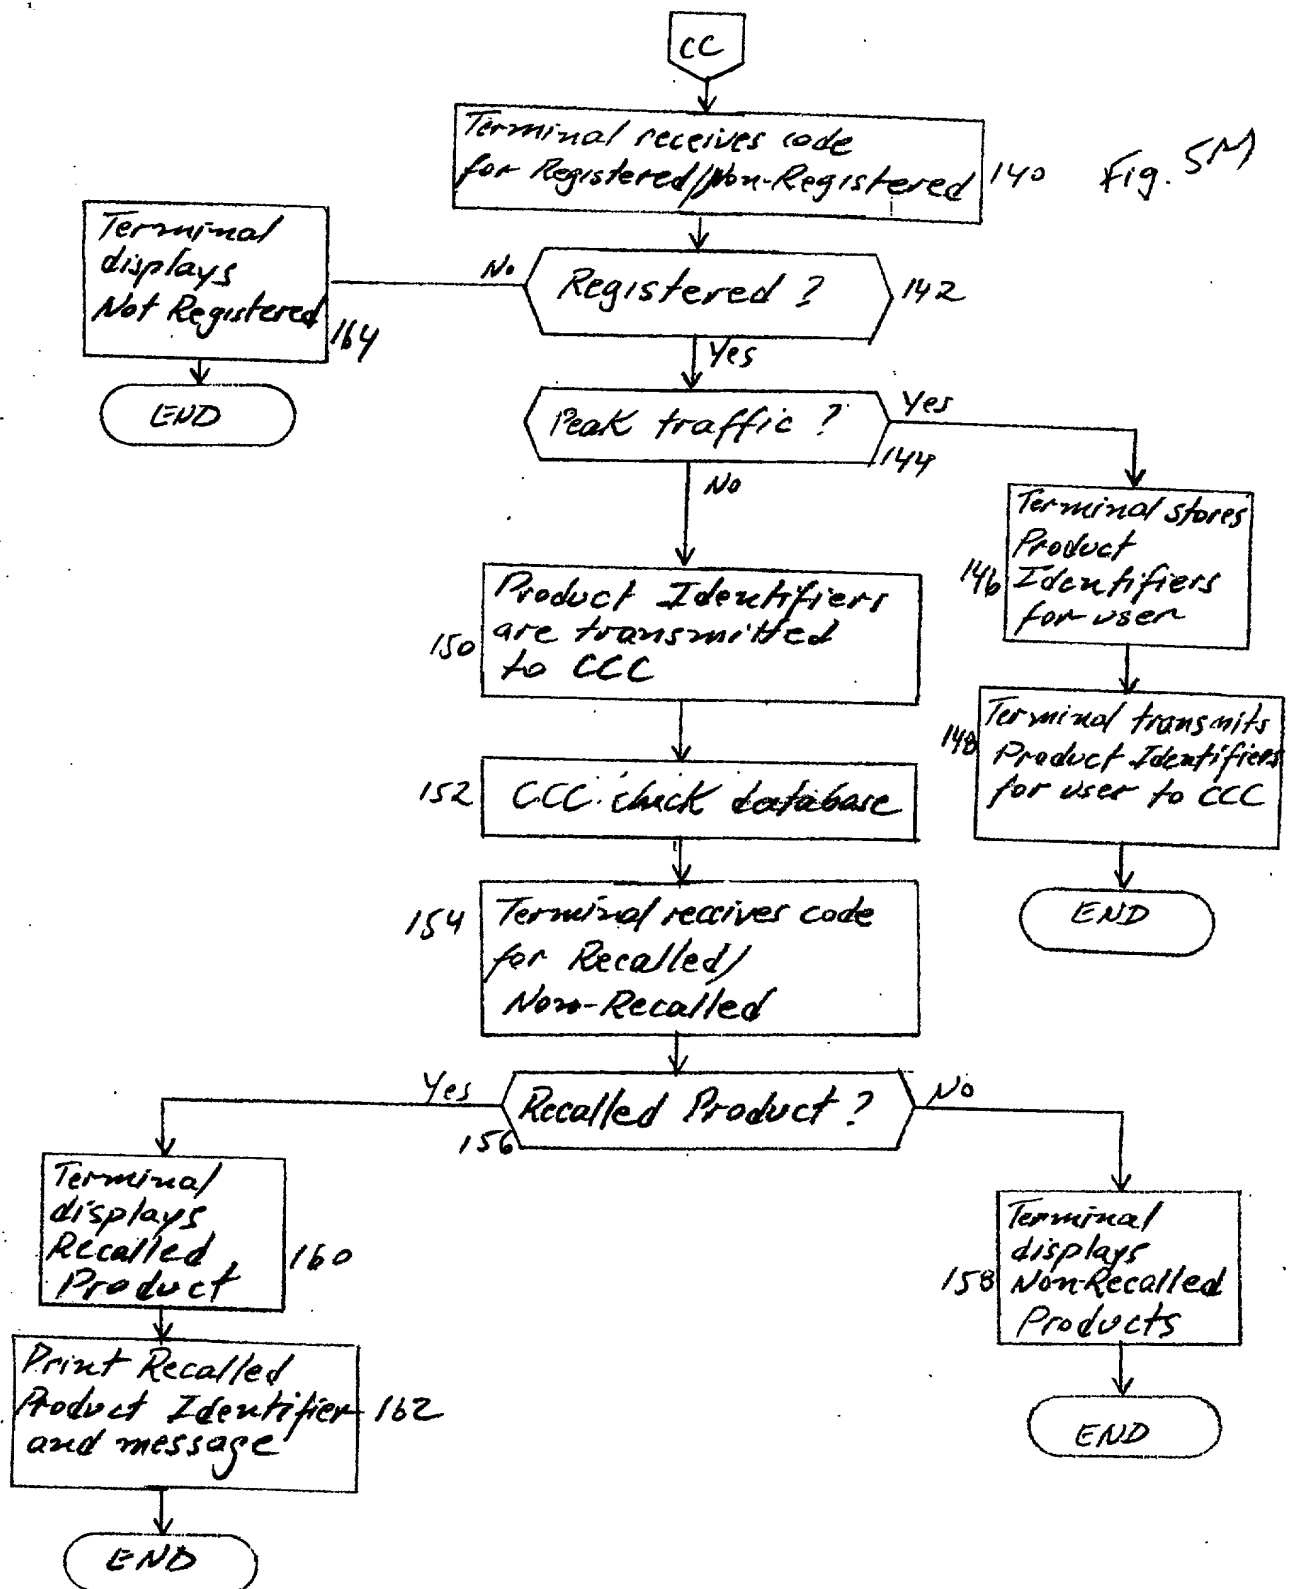 CC
Terminal receives code
for Registered/Non-Registered
140
Fig. 5M
Terminal
displays
Not Registered
164
END
No
Registered ?
142
Yes
Peak traffic ?
144
Yes
No
Terminal stores
Product
Identifiers
for user
146
Terminal transmits
Product Identifiers
for user to CCC
148
END
Product Identifiers
are transmitted
to CCC
150
152
CCC check database
154
Terminal receives code
for Recalled/
Non-Recalled
Yes
Recalled Product ?
156
No
Terminal
displays
Recalled
Product
160
Print Recalled
Product Identifier
and message
162
END
Terminal
displays
Non-Recalled
Products
158
END